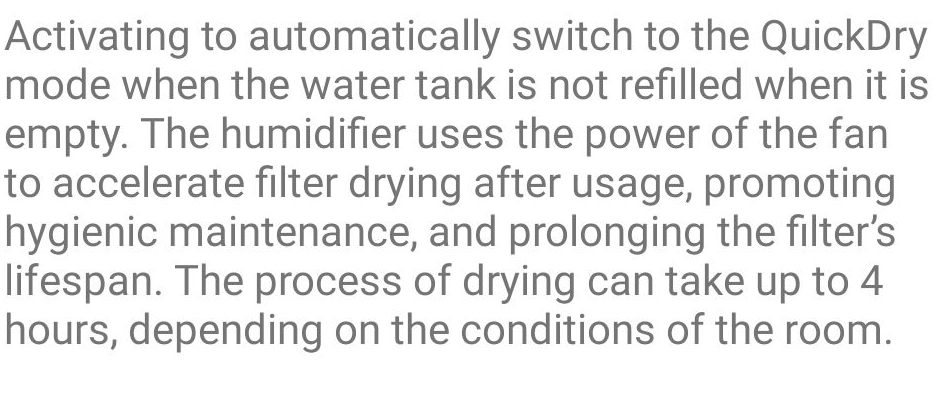 Activating to automatically switch to the QuickDry
mode when the water tank is not refilled when it is
empty. The humidifier uses the power of the fan
to accelerate filter drying after usage, promoting
hygienic maintenance, and prolonging the filter’s
lifespan. The process of drying can take up to 4
hours, depending on the conditions of the room.